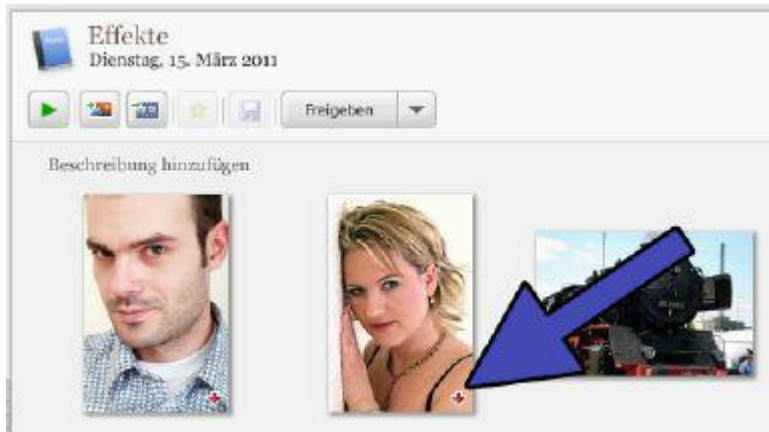 Effekte
Dienstag, 15. März 2011
Freigeben
Beschreibung hinzufügen